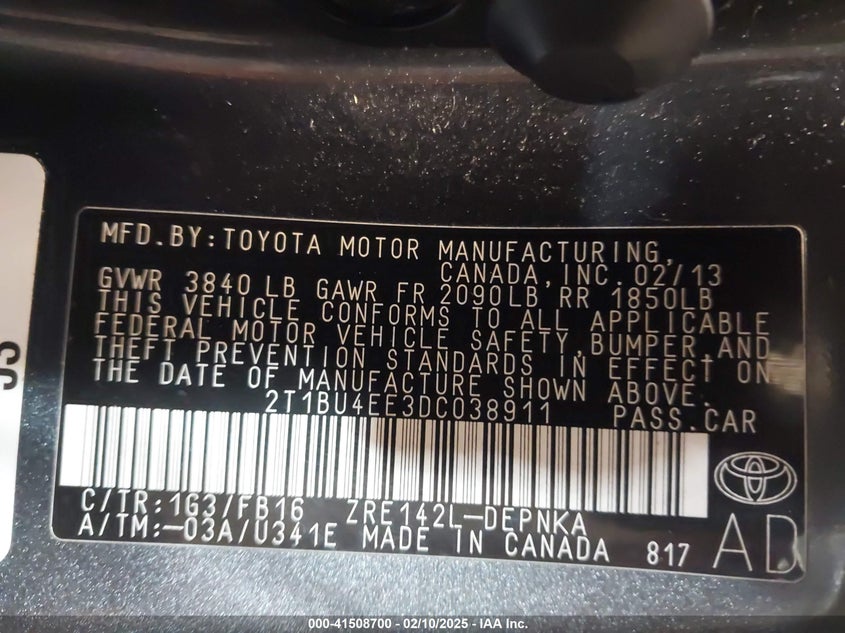 MFD.BY:TOYOTA MOTOR MANUFACTURING,
CANADA,INC.02/13
GVWR 3840 LB GAWR FR 2090LB RR 1850LB
THIS VEHICLE CONFORMS TO ALL APPLICABLE
FEDERAL MOTOR VEHICLE SAFETY,BUMPER,AND
THEFT PREVENTION STANDARDS IN EFFECT ON
THE DATE OF MANUFACTURE SHOWN ABOVE.
2T1BU4EE3DC038911 PASS.CAR
C/TR:1G3/FB16 ZRE142L-DEPNKA
A/TM:-03A/U341E MADE IN CANADA 817 AD
000-41508700 - 02/10/2025 - IAA Inc.